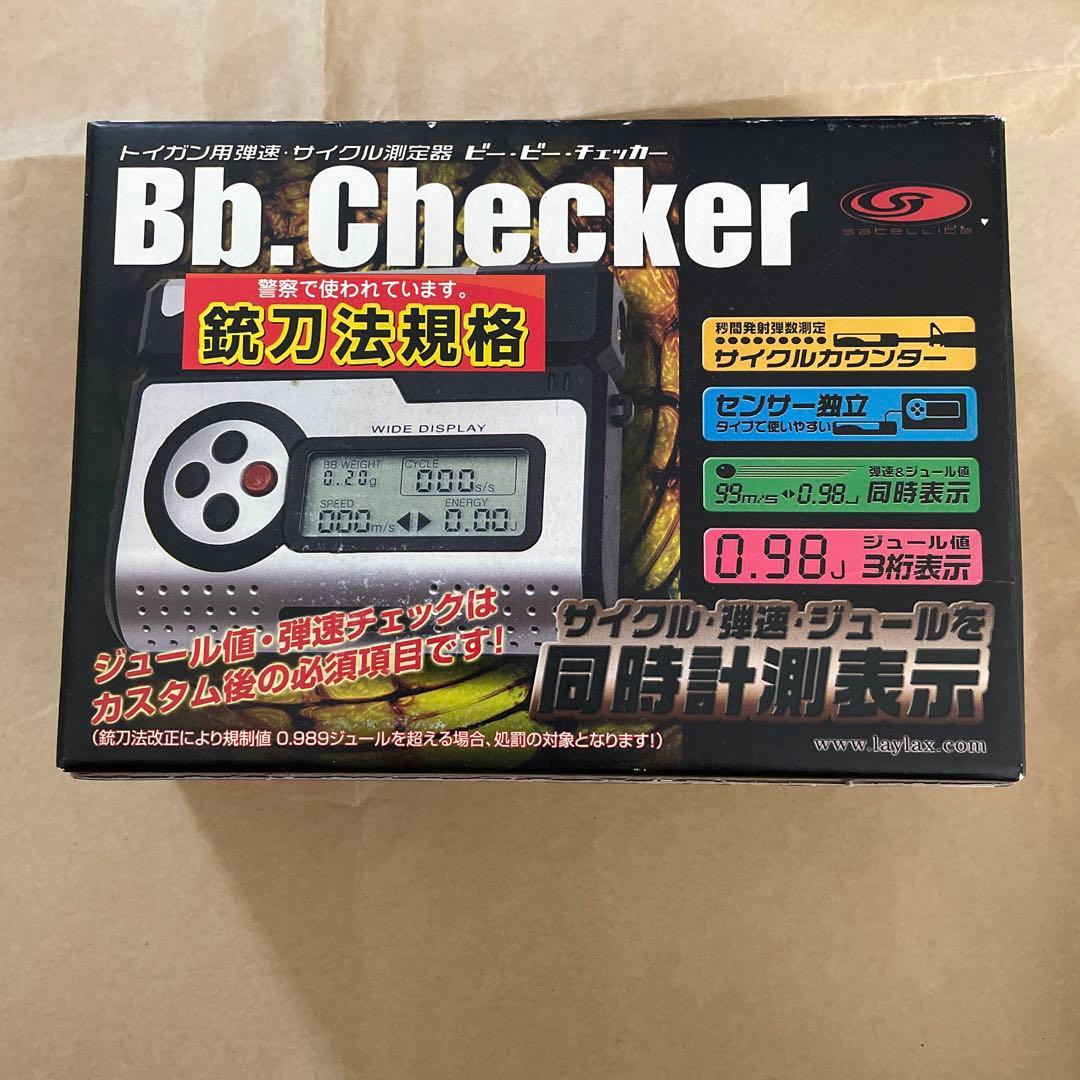 トイガン用弾速・サイクル測定器 ビー・ビー・チェッカー
Bb.Checker
satellite
警察で使われています。
銃刀法規格
WIDE DISPLAY
BB WEIGHT
0.20g
CYCLE
000s/s
SPEED
000m/s
ENERGY
0.00J
秒間発射弾数測定
サイクルカウンター
センサー独立
タイプで使いやすい
弾速&ジュール値
99m/s 0.98J 同時表示
0.98J
ジュール値
3桁表示
ジュール値・弾速チェックは
カスタム後の必須項目です!
(銃刀法改正により規制値 0.989ジュールを超える場合、処罰の対象となります!)
サイクル・弾速・ジュールを
同時計測表示
www.laylax.com